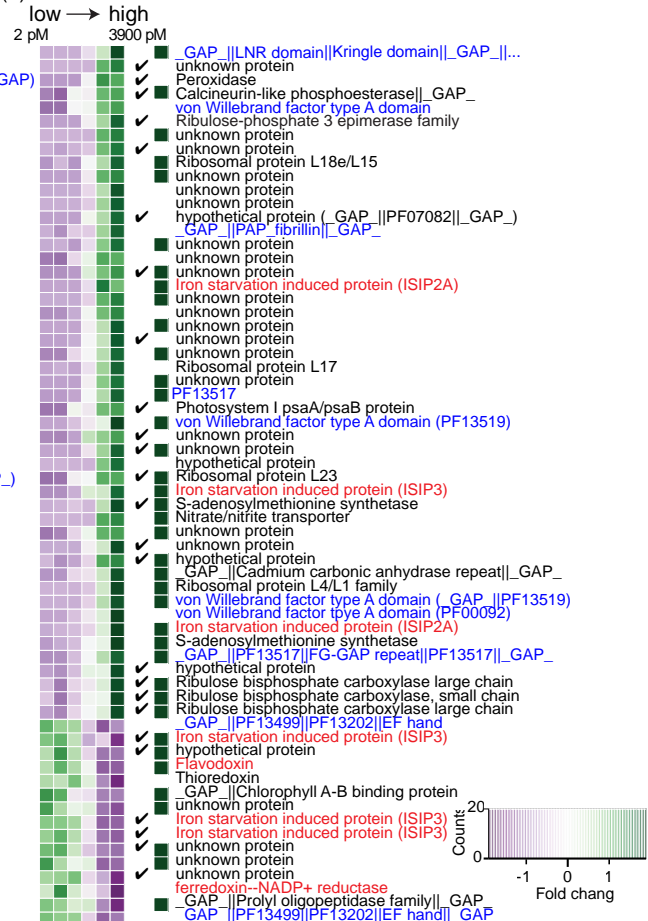 low → high
2 pM 3900 pM
_GAP_||LNR domain||Kringle domain||_GAP_||...
unknown protein
GAP) Peroxidase
Calcineurin-like phosphoesterase||_GAP_
von Willebrand factor type A domain
Ribulose-phosphate 3 epimerase family
unknown protein
unknown protein
Ribosomal protein L18e/L15
unknown protein
unknown protein
unknown protein
hypothetical protein (_GAP_||PF07082||_GAP_)
_GAP_||PAP_fibrillin||_GAP_
unknown protein
unknown protein
unknown protein
Iron starvation induced protein (ISIP2A)
unknown protein
unknown protein
unknown protein
unknown protein
unknown protein
Ribosomal protein L17
unknown protein
PF13517
Photosystem I psaA/psaB protein
von Willebrand factor type A domain (PF13519)
unknown protein
unknown protein
hypothetical protein
_) Ribosomal protein L23
Iron starvation induced protein (ISIP3)
S-adenosylmethionine synthetase
Nitrate/nitrite transporter
unknown protein
unknown protein
hypothetical protein
_GAP_||Cadmium carbonic anhydrase repeat||_GAP_
Ribosomal protein L4/L1 family
von Willebrand factor type A domain (_GAP_||PF13519)
von Willebrand factor tpye A domain (PF00092)
Iron starvation induced protein (ISIP2A)
S-adenosylmethionine synthetase
_GAP_||PF13517||FG-GAP repeat||PF13517||_GAP_
hypothetical protein
Ribulose bisphosphate carboxylase large chain
Ribulose bisphosphate carboxylase, small chain
Ribulose bisphosphate carboxylase large chain
_GAP_||PF13499||PF13202||EF hand
Iron starvation induced protein (ISIP3)
hypothetical protein
Flavodoxin
Thioredoxin
_GAP_||Chlorophyll A-B binding protein
unknown protein
Iron starvation induced protein (ISIP3)
Iron starvation induced protein (ISIP3)
unknown protein
unknown protein
unknown protein
ferredoxin--NADP+ reductase
_GAP_||Prolyl oligopeptidase family||_GAP_
_GAP_||PF13499||PF13202||EF hand||_GAP_
Counts
20
0
-1 0 1
Fold chang